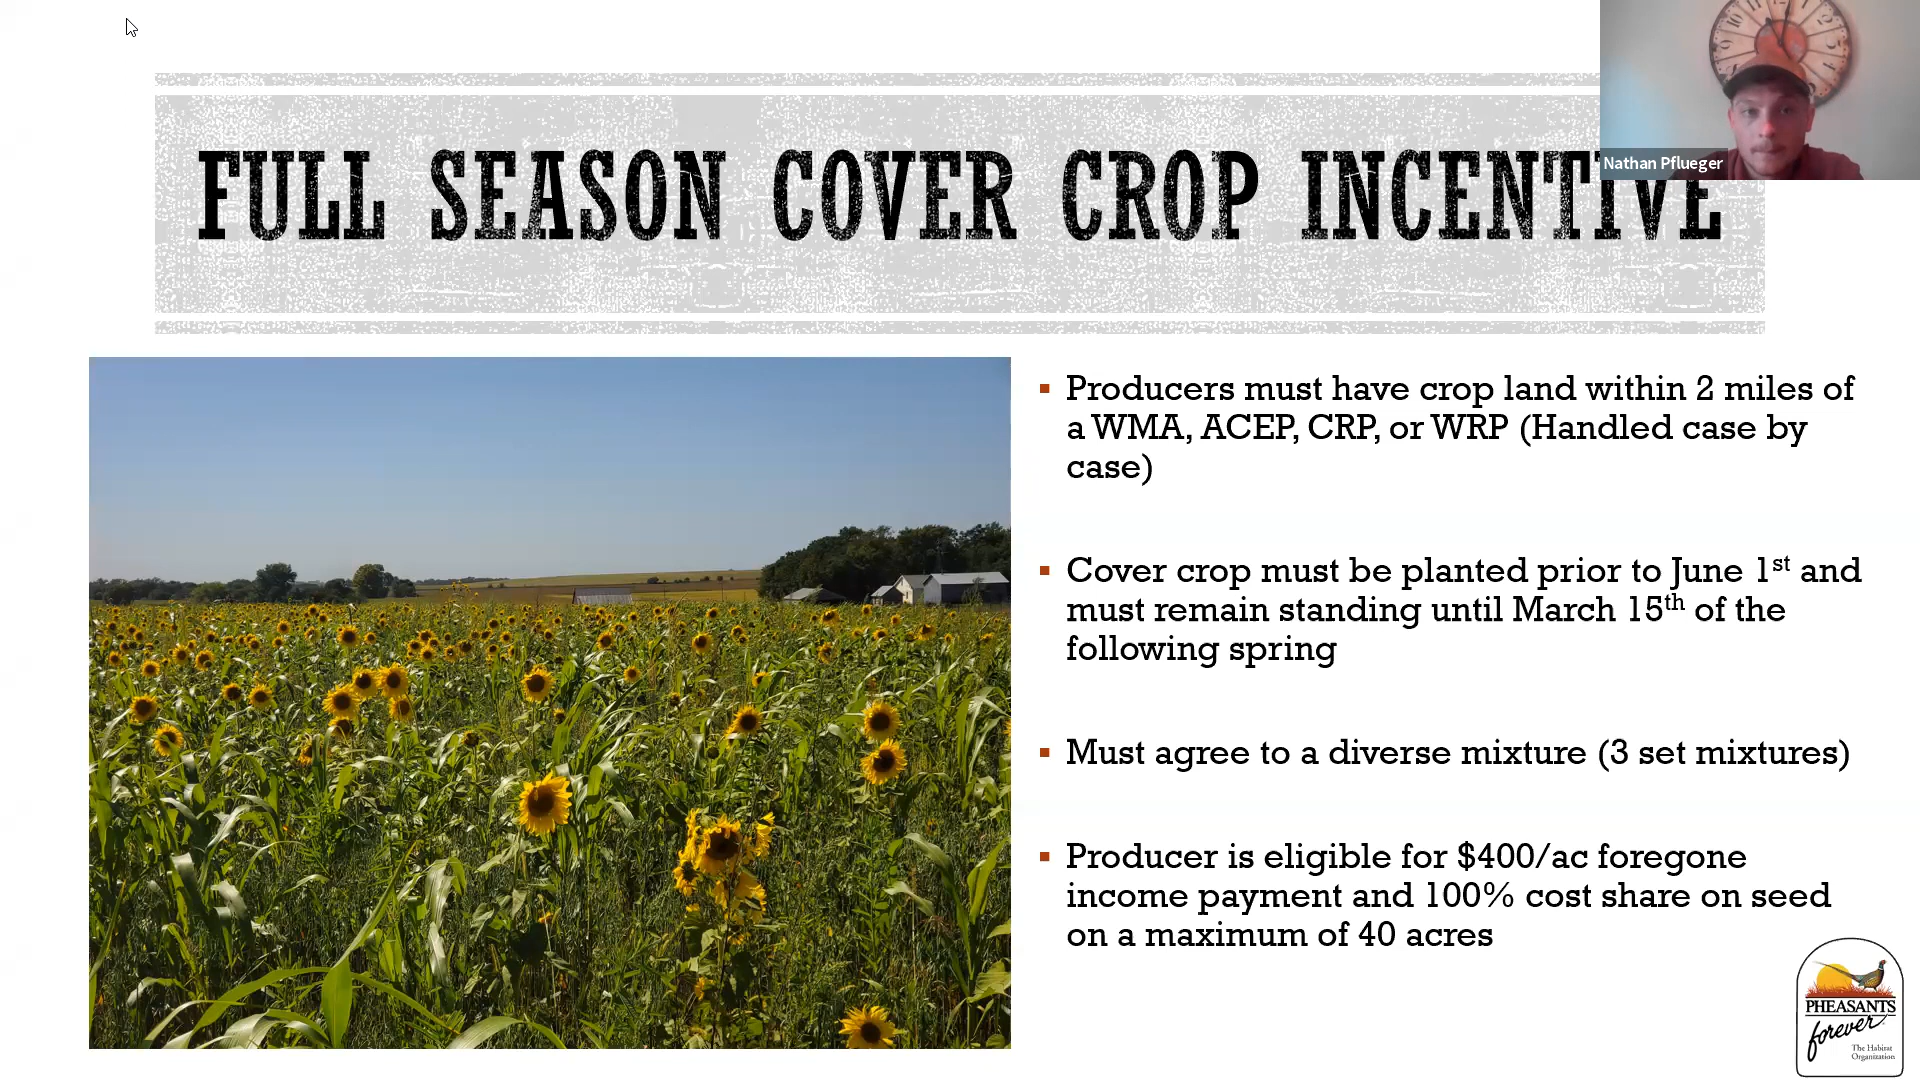 FULL SEASON COVER CROP INCENTIVE
Nathan Pflueger
▪ Producers must have crop land within 2 miles of
a WMA, ACEP, CRP, or WRP (Handled case by
case)
▪ Cover crop must be planted prior to June 1st and
must remain standing until March 15th of the
following spring
▪ Must agree to a diverse mixture (3 set mixtures)
▪ Producer is eligible for $400/ac foregone
income payment and 100% cost share on seed
on a maximum of 40 acres
PHEASANTS
forever
The Habitat
Organization